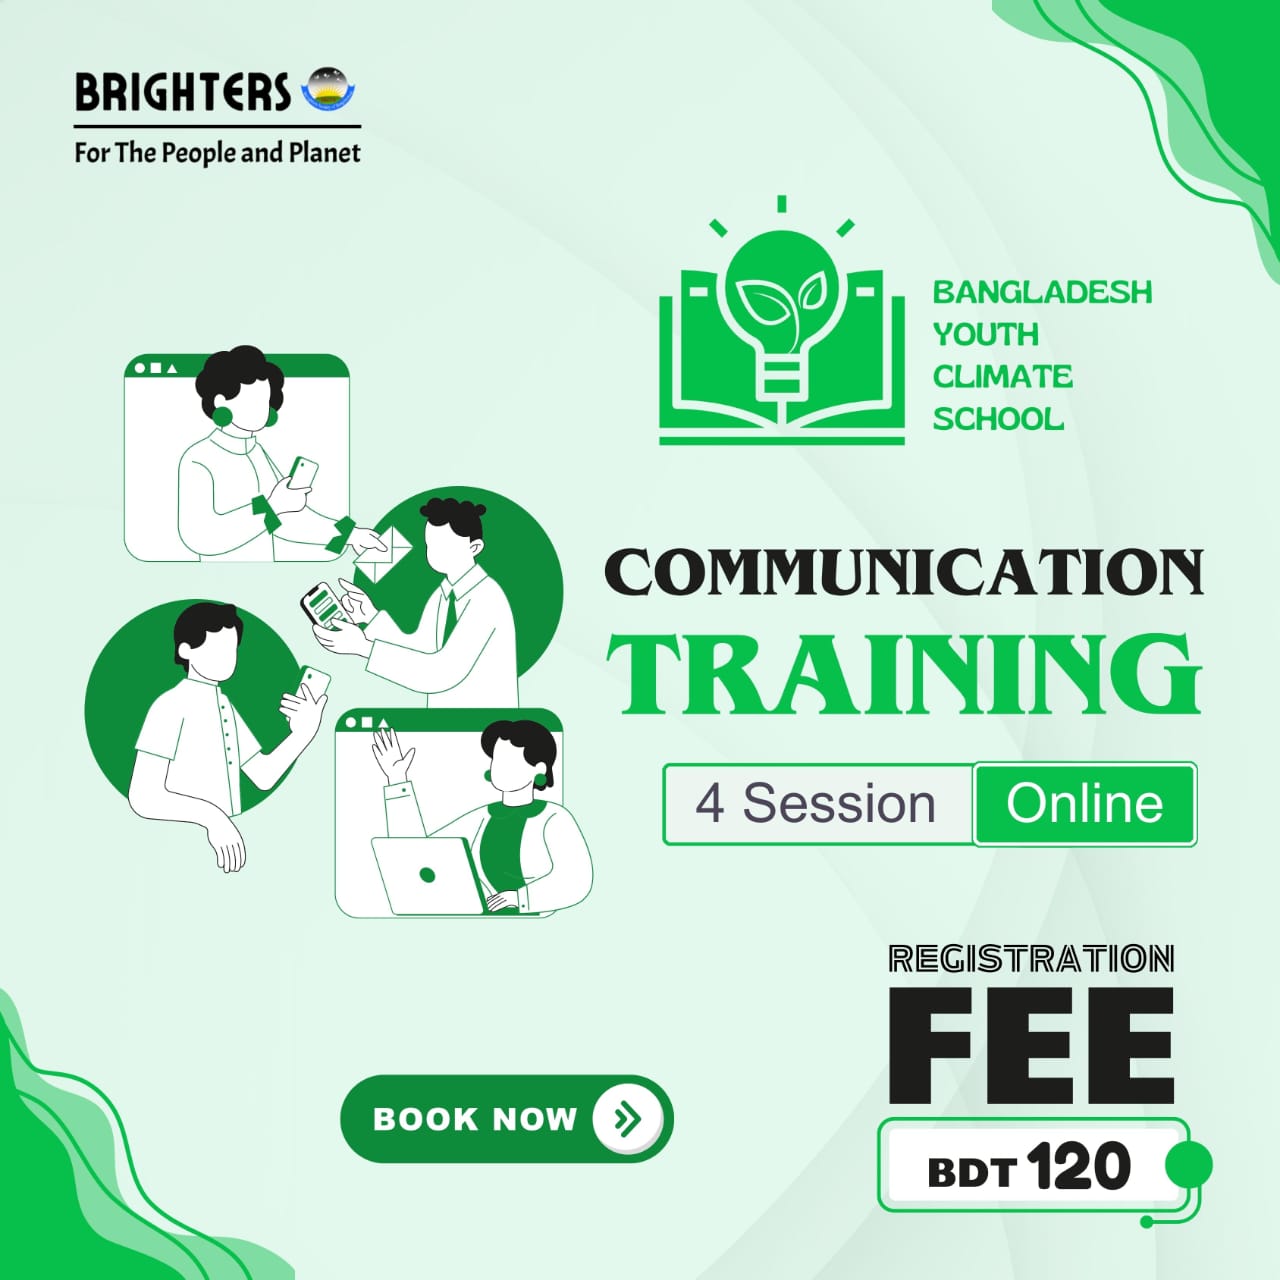 BRIGHTERS
For The People and Planet
BANGLADESH
YOUTH
CLIMATE
SCHOOL
COMMUNICATION
TRAINING
4 Session Online
REGISTRATION
FEE
BDT 120
BOOK NOW